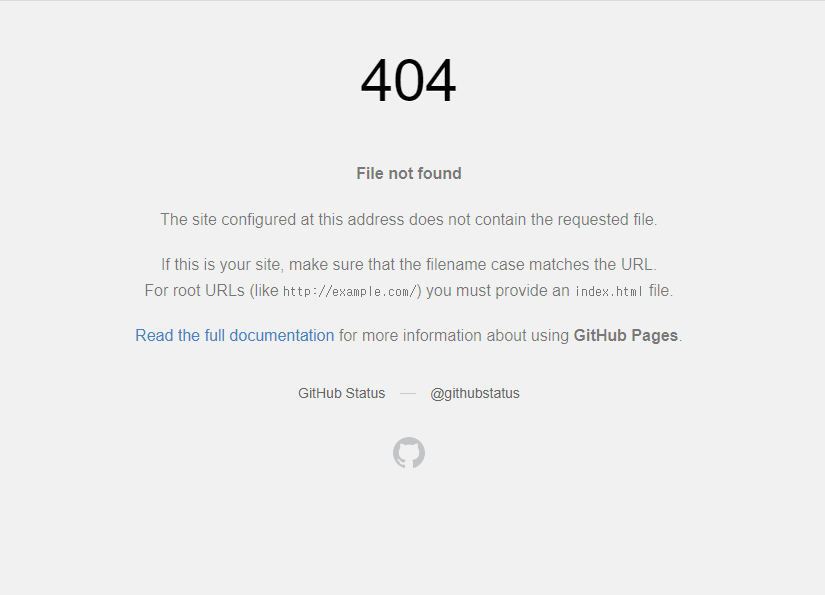 404
File not found
The site configured at this address does not contain the requested file.
If this is your site, make sure that the filename case matches the URL.
For root URLs (like http://example.com/) you must provide an index.html file.
Read the full documentation for more information about using GitHub Pages.
GitHub Status — @githubstatus